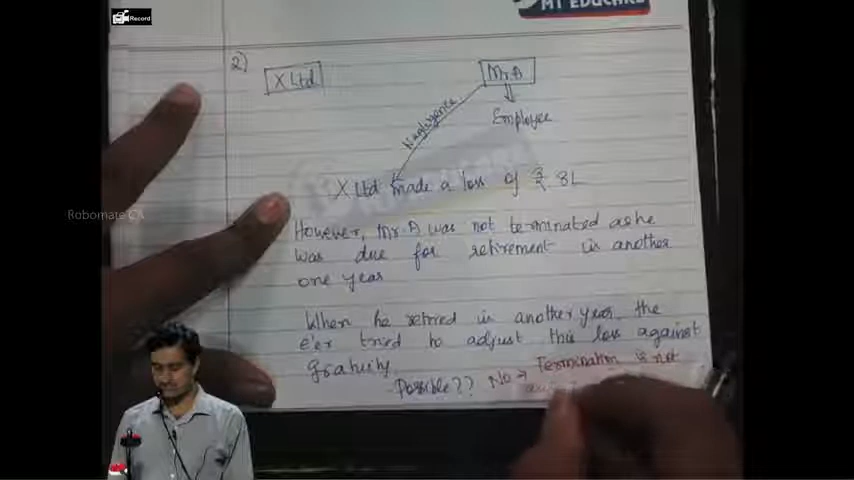 Record
MT EDUCARE
2)
X Ltd
Mr. A
Negligence
Employee
X Ltd made a loss of ₹ 8L
However, Mr. A was not terminated as he
was due for retirement in another
one year
Robomate CA
When he retired in another year, the
e'er tried to adjust this loss against
gratuity.
Possible?? No → Termination is not